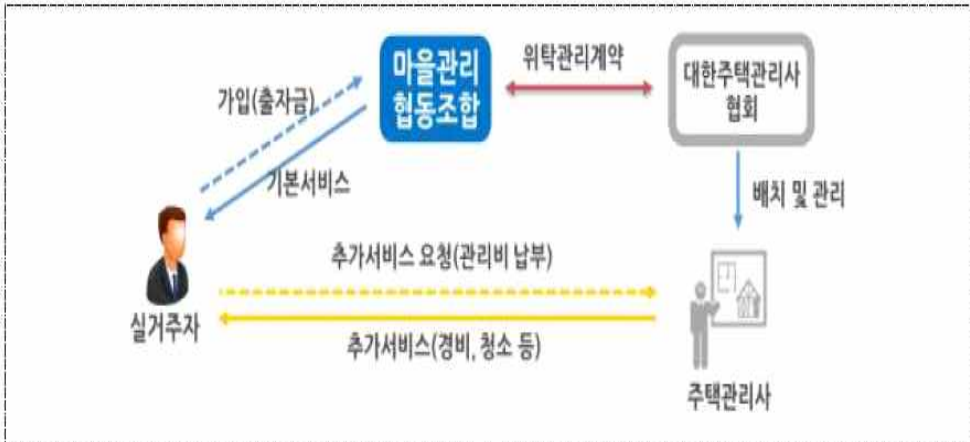 마을관리
협동조합
위탁관리계약
대한주택관리사
협회
가입(출자금)
기본서비스
배치 및 관리
추가서비스 요청(관리비 납부)
실거주자
추가서비스(경비, 청소 등)
주택관리사